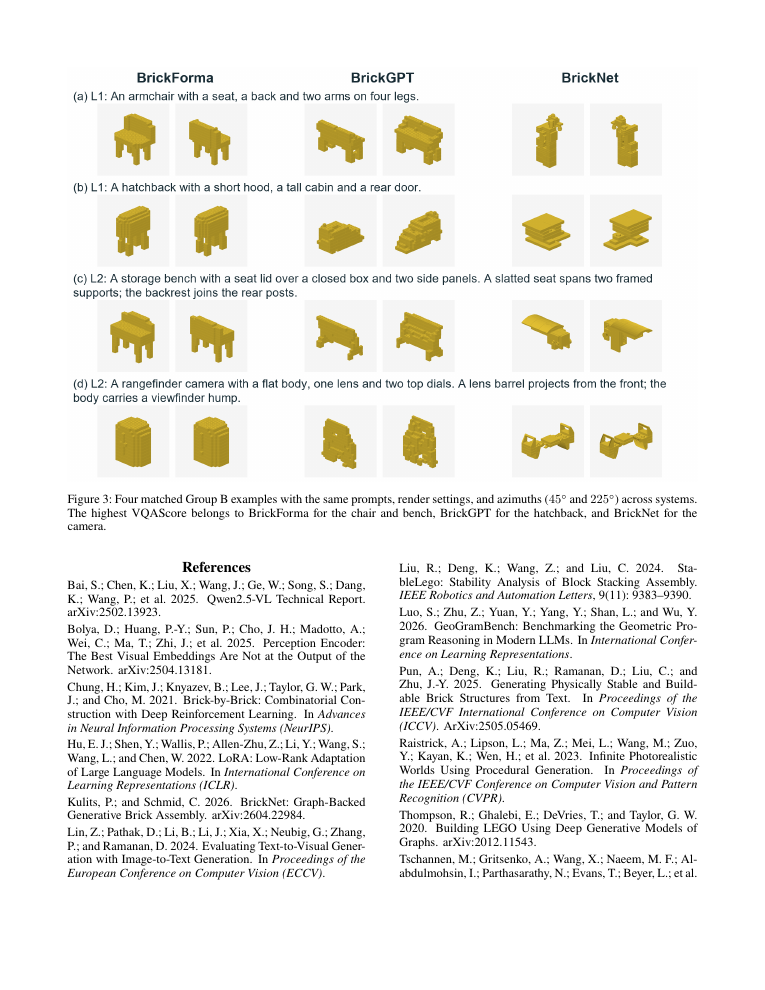 BrickForma BrickGPT BrickNet
(a) L1: An armchair with a seat, a back and two arms on four legs.
(b) L1: A hatchback with a short hood, a tall cabin and a rear door.
(c) L2: A storage bench with a seat lid over a closed box and two side panels. A slatted seat spans two framed
supports; the backrest joins the rear posts.
(d) L2: A rangefinder camera with a flat body, one lens and two top dials. A lens barrel projects from the front; the
body carries a viewfinder hump.
Figure 3: Four matched Group B examples with the same prompts, render settings, and azimuths (45° and 225°) across systems.
The highest VQAScore belongs to BrickForma for the chair and bench, BrickGPT for the hatchback, and BrickNet for the
camera.
References
Bai, S.; Chen, K.; Liu, X.; Wang, J.; Ge, W.; Song, S.; Dang,
K.; Wang, P.; et al. 2025. Qwen2.5-VL Technical Report.
arXiv:2502.13923.
Bolya, D.; Huang, P.-Y.; Sun, P.; Cho, J. H.; Madotto, A.;
Wei, C.; Ma, T.; Zhi, J.; et al. 2025. Perception Encoder:
The Best Visual Embeddings Are Not at the Output of the
Network. arXiv:2504.13181.
Chung, H.; Kim, J.; Knyazev, B.; Lee, J.; Taylor, G. W.; Park,
J.; and Cho, M. 2021. Brick-by-Brick: Combinatorial Con-
struction with Deep Reinforcement Learning. In Advances
in Neural Information Processing Systems (NeurIPS).
Hu, E. J.; Shen, Y.; Wallis, P.; Allen-Zhu, Z.; Li, Y.; Wang, S.;
Wang, L.; and Chen, W. 2022. LoRA: Low-Rank Adaptation
of Large Language Models. In International Conference on
Learning Representations (ICLR).
Kulits, P.; and Schmid, C. 2026. BrickNet: Graph-Backed
Generative Brick Assembly. arXiv:2604.22984.
Lin, Z.; Pathak, D.; Li, B.; Li, J.; Xia, X.; Neubig, G.; Zhang,
P.; and Ramanan, D. 2024. Evaluating Text-to-Visual Gener-
ation with Image-to-Text Generation. In Proceedings of the
European Conference on Computer Vision (ECCV).
Liu, R.; Deng, K.; Wang, Z.; and Liu, C. 2024. Sta-
bleLego: Stability Analysis of Block Stacking Assembly.
IEEE Robotics and Automation Letters, 9(11): 9383–9390.
Luo, S.; Zhu, Z.; Yuan, Y.; Yang, Y.; Shan, L.; and Wu, Y.
2026. GeoGramBench: Benchmarking the Geometric Pro-
gram Reasoning in Modern LLMs. In International Confer-
ence on Learning Representations.
Pun, A.; Deng, K.; Liu, R.; Ramanan, D.; Liu, C.; and
Zhu, J.-Y. 2025. Generating Physically Stable and Build-
able Brick Structures from Text. In Proceedings of the
IEEE/CVF International Conference on Computer Vision
(ICCV). ArXiv:2505.05469.
Raistrick, A.; Lipson, L.; Ma, Z.; Mei, L.; Wang, M.; Zuo,
Y.; Kayan, K.; Wen, H.; et al. 2023. Infinite Photorealistic
Worlds Using Procedural Generation. In Proceedings of
the IEEE/CVF Conference on Computer Vision and Pattern
Recognition (CVPR).
Thompson, R.; Ghalebi, E.; DeVries, T.; and Taylor, G. W.
2020. Building LEGO Using Deep Generative Models of
Graphs. arXiv:2012.11543.
Tschannen, M.; Gritsenko, A.; Wang, X.; Naeem, M. F.; Al-
abdulmohsin, I.; Parthasarathy, N.; Evans, T.; Beyer, L.; et al.